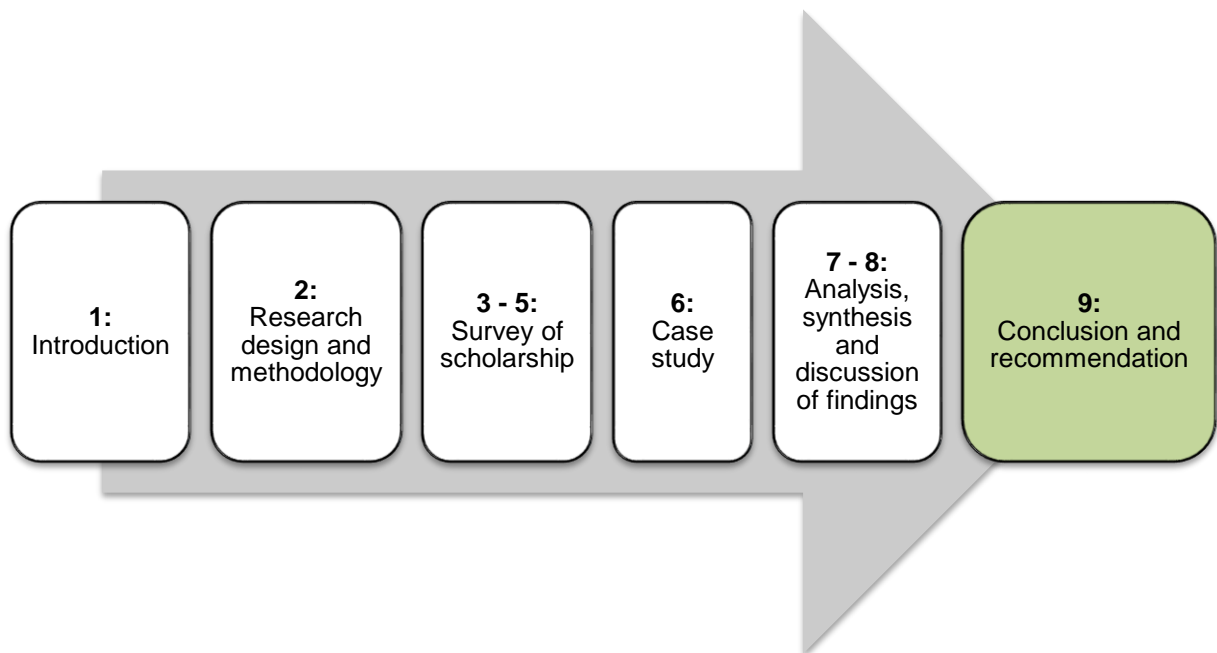 1:
Introduction
2:
Research
design and
methodology
3 - 5:
Survey of
scholarship
6:
Case
study
7 - 8:
Analysis,
synthesis
and
discussion
of findings
9:
Conclusion and
recommendation